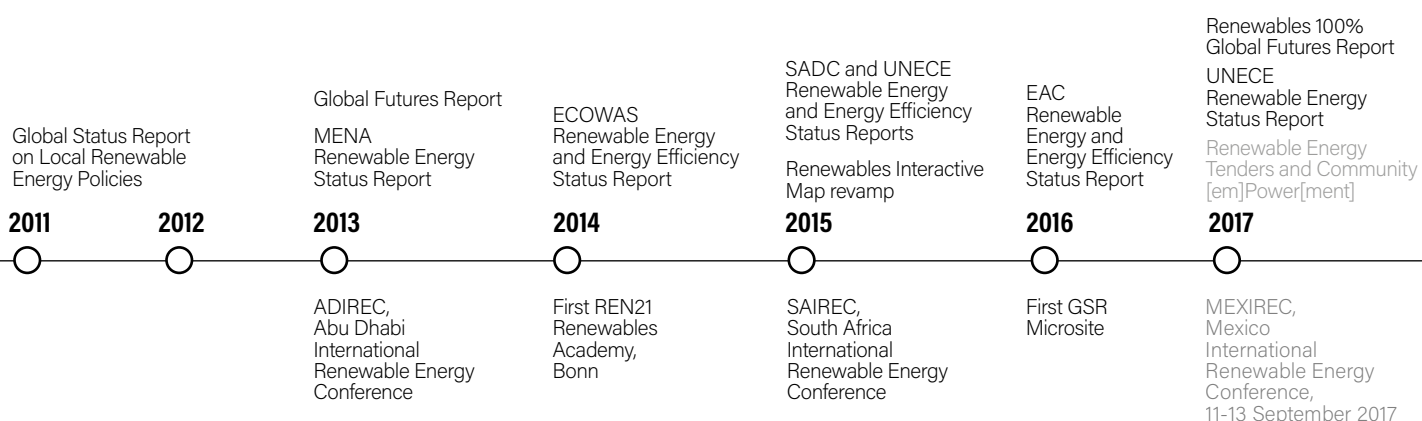 Global Status Report
on Local Renewable
Energy Policies
2011
2012
Global Futures Report
MENA
Renewable Energy
Status Report
2013
ADIREC,
Abu Dhabi
International
Renewable Energy
Conference
ECOWAS
Renewable Energy
and Energy Efficiency
Status Report
2014
First REN21
Renewables
Academy,
Bonn
SADC and UNECE
Renewable Energy
and Energy Efficiency
Status Reports
Renewables Interactive
Map revamp
2015
SAIREC,
South Africa
International
Renewable Energy
Conference
EAC
Renewable
Energy and
Energy Efficiency
Status Report
2016
First GSR
Microsite
Renewables 100%
Global Futures Report
UNECE
Renewable Energy
Status Report
Renewable Energy
Tenders and Community
[em]Power[ment]
2017
MEXIREC,
Mexico
International
Renewable Energy
Conference,
11-13 September 2017